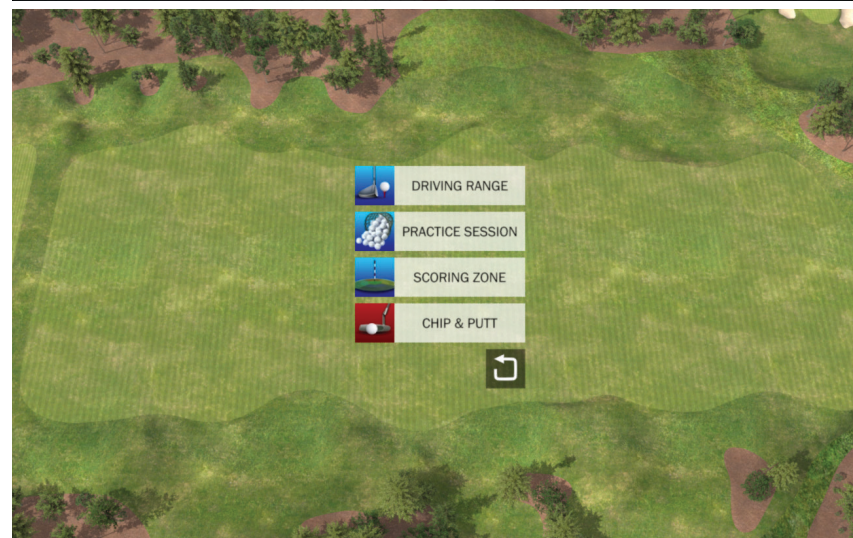 DRIVING RANGE
PRACTICE SESSION
SCORING ZONE
CHIP & PUTT